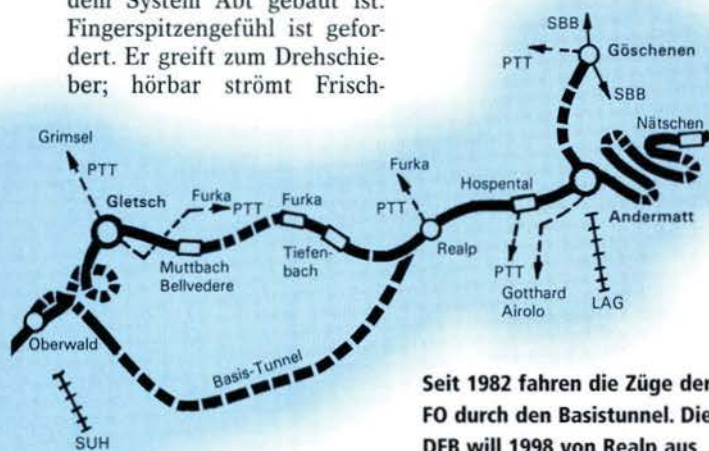 dem System Abt gebaut ist.
Fingerspitzengefühl ist gefor-
dert. Er greift zum Drehschie-
ber; hörbar strömt Frisch-
SBB
PTT
Göschenen
SBB
Nätschen
Grimsel
PTT
Gletsch
Furka
PTT
Furka
Furka
PTT
Hospental
Andermatt
Muttbach
Bellvedere
Tiefen-
bach
Realp
PTT
Gotthard
Airolo
LAG
Oberwald
Basis-Tunnel
SUH
Seit 1982 fahren die Züge der
FO durch den Basistunnel. Die
DFB will 1998 von Realp aus